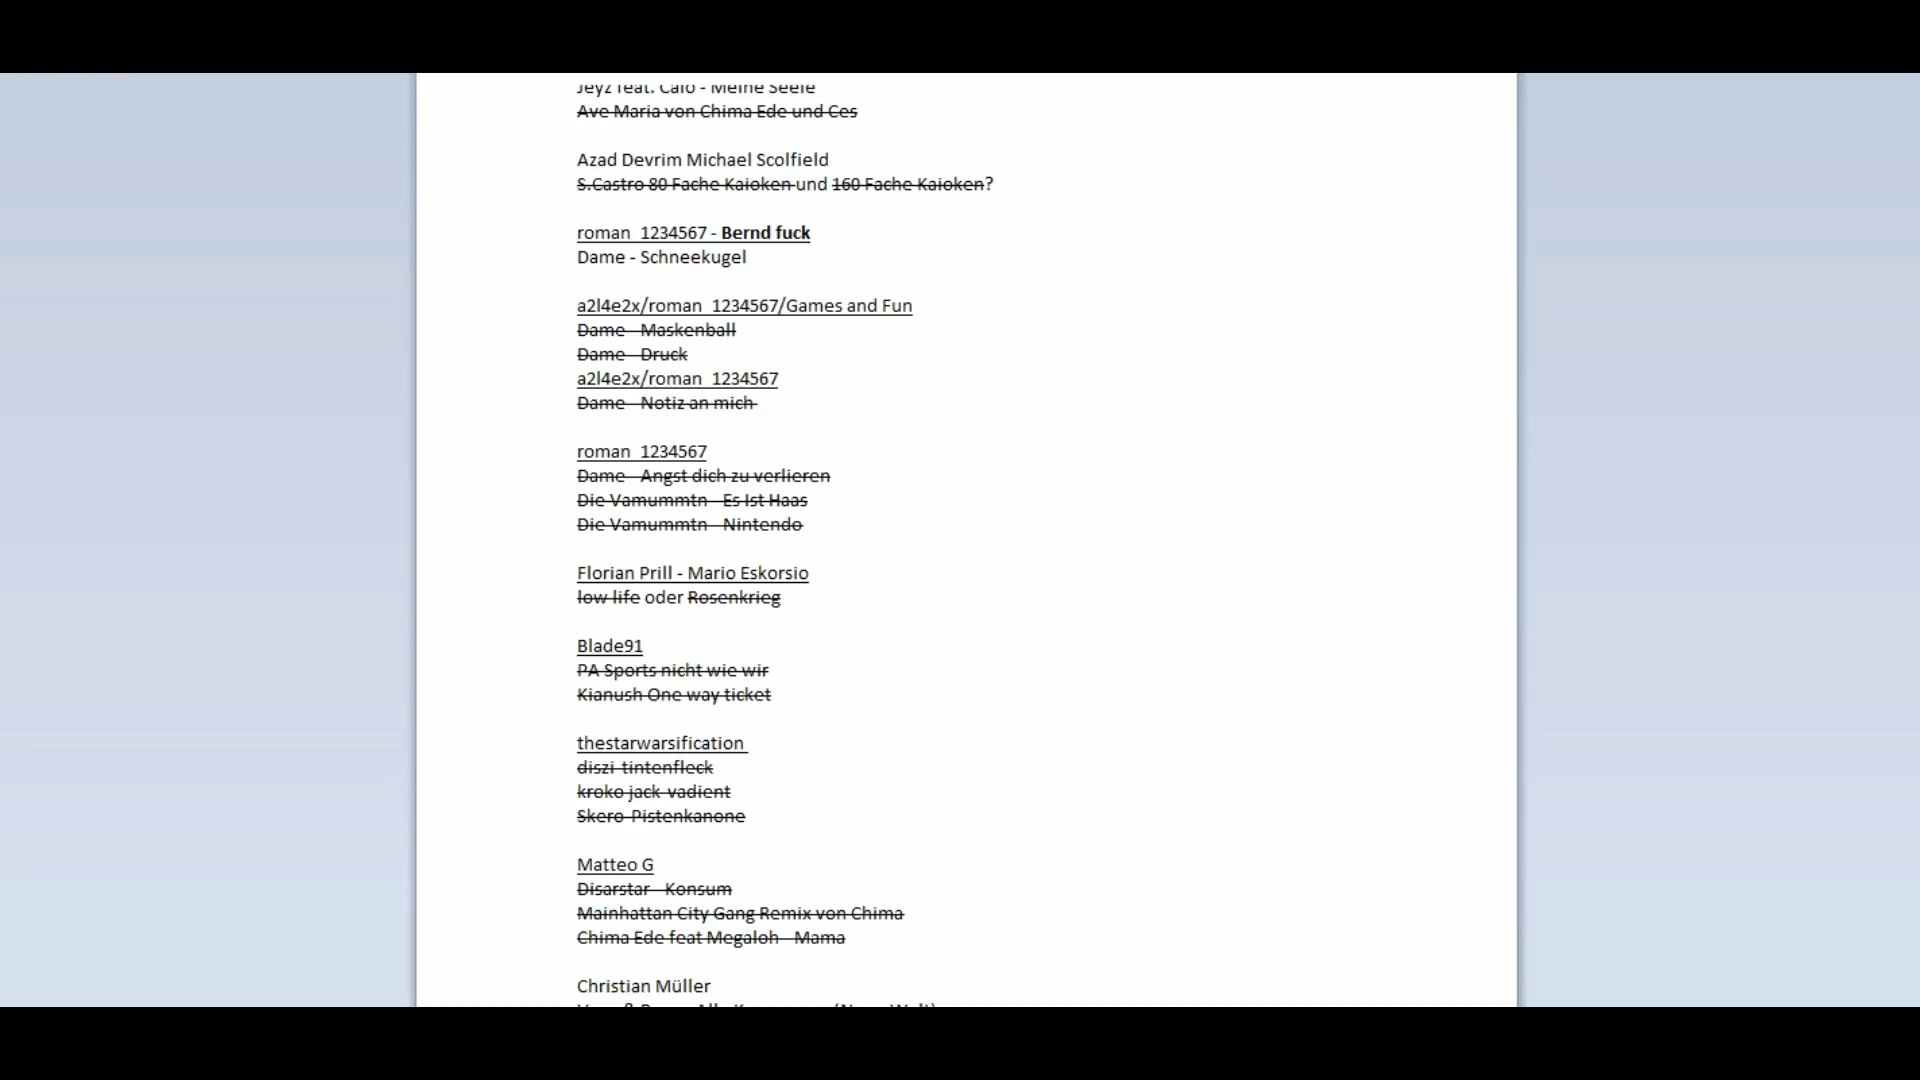 Jeyz feat. Calo - Meine Seele
Ave Maria von Chima Ede und Ces
Azad Devrim Michael Scolfield
S.Castro 80 Fache Kaioken und 160 Fache Kaioken?
roman_1234567 - Bernd fuck
Dame - Schneekugel
a2l4e2x/roman_1234567/Games and Fun
Dame - Maskenball
Dame - Druck
a2l4e2x/roman_1234567
Dame - Notiz an mich
roman_1234567
Dame - Angst dich zu verlieren
Die Vamummtn - Es Ist Haas
Die Vamummtn - Nintendo
Florian Prill - Mario Eskorsio
low life oder Rosenkrieg
Blade91
PA Sports nicht wie wir
Kianush One way ticket
thestarwarsification
diszi-tintenfleck
kroko jack-vadient
Skero-Pistenkanone
Matteo G
Disarstar - Konsum
Mainhattan City Gang Remix von Chima
Chima Ede feat Megaloh - Mama
Christian Müller